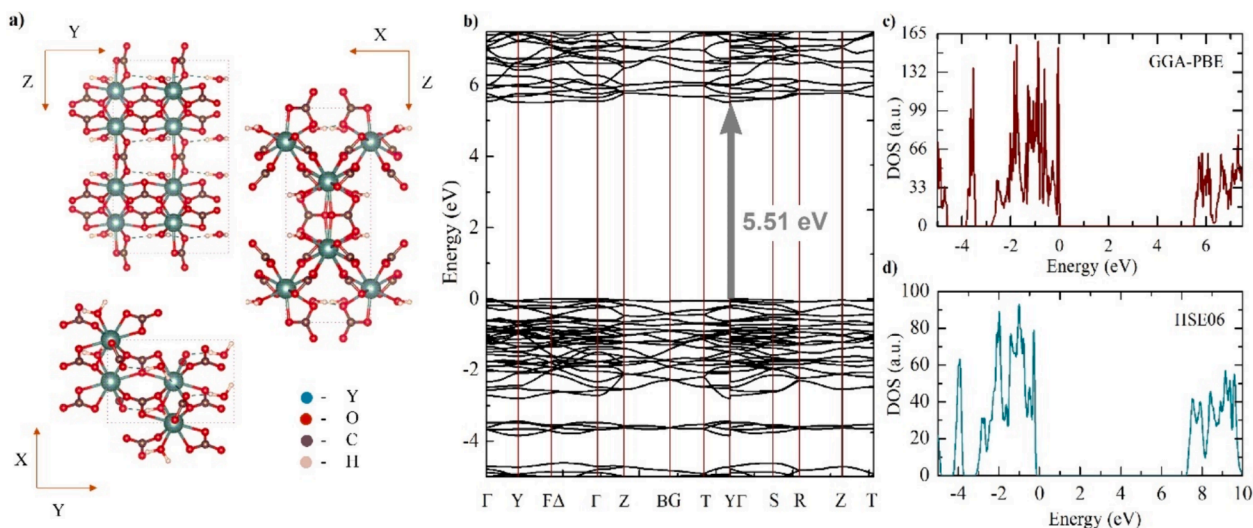 a)
Y
Z
X
Z
X
Y
- Y
- O
- C
- H
b)
Energy (eV)
6
4
2
0
-2
-4
5.51 eV
Γ Y FΔ Γ Z BG T YΓ S R Z T
c)
GGA-PBE
DOS (a.u.)
165
132
99
66
33
0
-4 -2 0 2 4 6
Energy (eV)
d)
HSE06
DOS (a.u.)
100
80
60
40
20
0
-4 -2 0 2 4 6 8 10
Energy (eV)